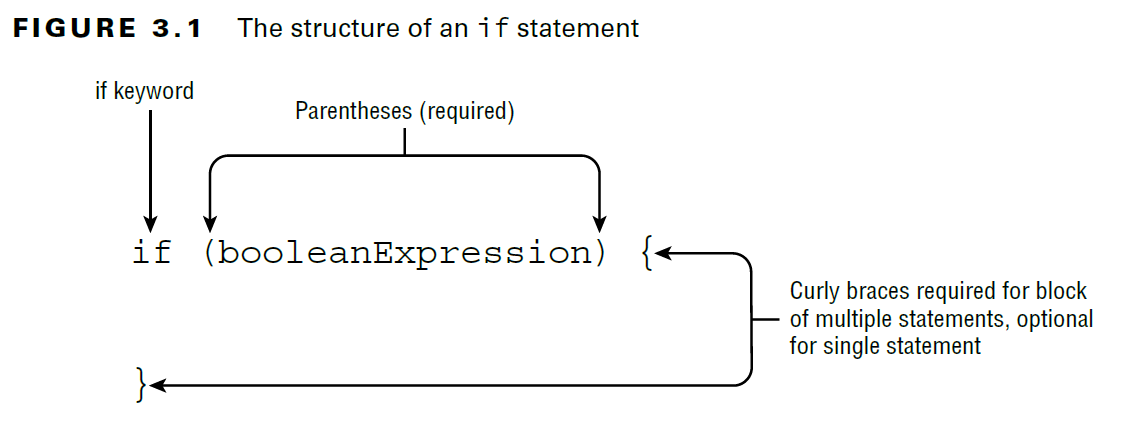 FIGURE 3.1 The structure of an if statement
if keyword
Parentheses (required)
if (booleanExpression) {
Curly braces required for block
of multiple statements, optional
for single statement
}